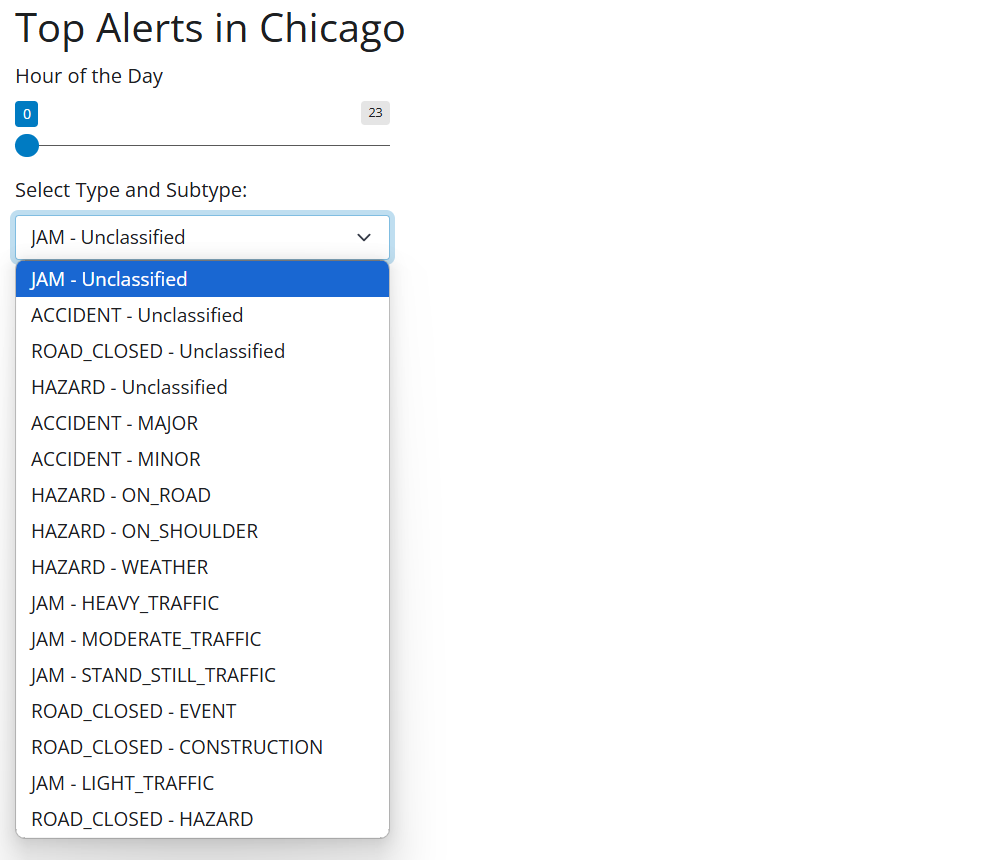 Top Alerts in Chicago
Hour of the Day
0 23
Select Type and Subtype:
JAM - Unclassified
JAM - Unclassified
ACCIDENT - Unclassified
ROAD_CLOSED - Unclassified
HAZARD - Unclassified
ACCIDENT - MAJOR
ACCIDENT - MINOR
HAZARD - ON_ROAD
HAZARD - ON_SHOULDER
HAZARD - WEATHER
JAM - HEAVY_TRAFFIC
JAM - MODERATE_TRAFFIC
JAM - STAND_STILL_TRAFFIC
ROAD_CLOSED - EVENT
ROAD_CLOSED - CONSTRUCTION
JAM - LIGHT_TRAFFIC
ROAD_CLOSED - HAZARD